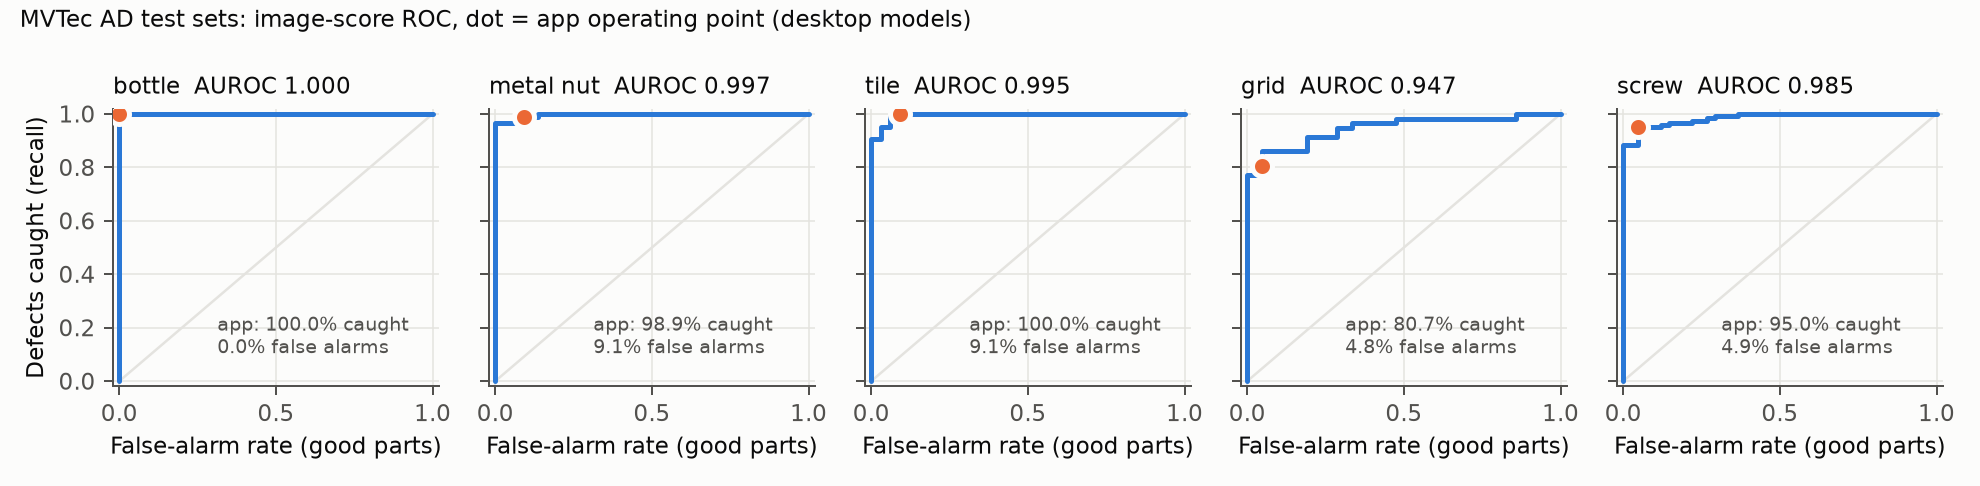 MVTec AD test sets: image-score ROC, dot = app operating point (desktop models)
bottle  AUROC 1.000
metal nut  AUROC 0.997
tile  AUROC 0.995
grid  AUROC 0.947
screw  AUROC 0.985
Defects caught (recall)
1.0
0.8
0.6
0.4
0.2
0.0
app: 100.0% caught
0.0% false alarms
app: 98.9% caught
9.1% false alarms
app: 100.0% caught
9.1% false alarms
app: 80.7% caught
4.8% false alarms
app: 95.0% caught
4.9% false alarms
0.0 0.5 1.0
0.0 0.5 1.0
0.0 0.5 1.0
0.0 0.5 1.0
0.0 0.5 1.0
False-alarm rate (good parts)
False-alarm rate (good parts)
False-alarm rate (good parts)
False-alarm rate (good parts)
False-alarm rate (good parts)